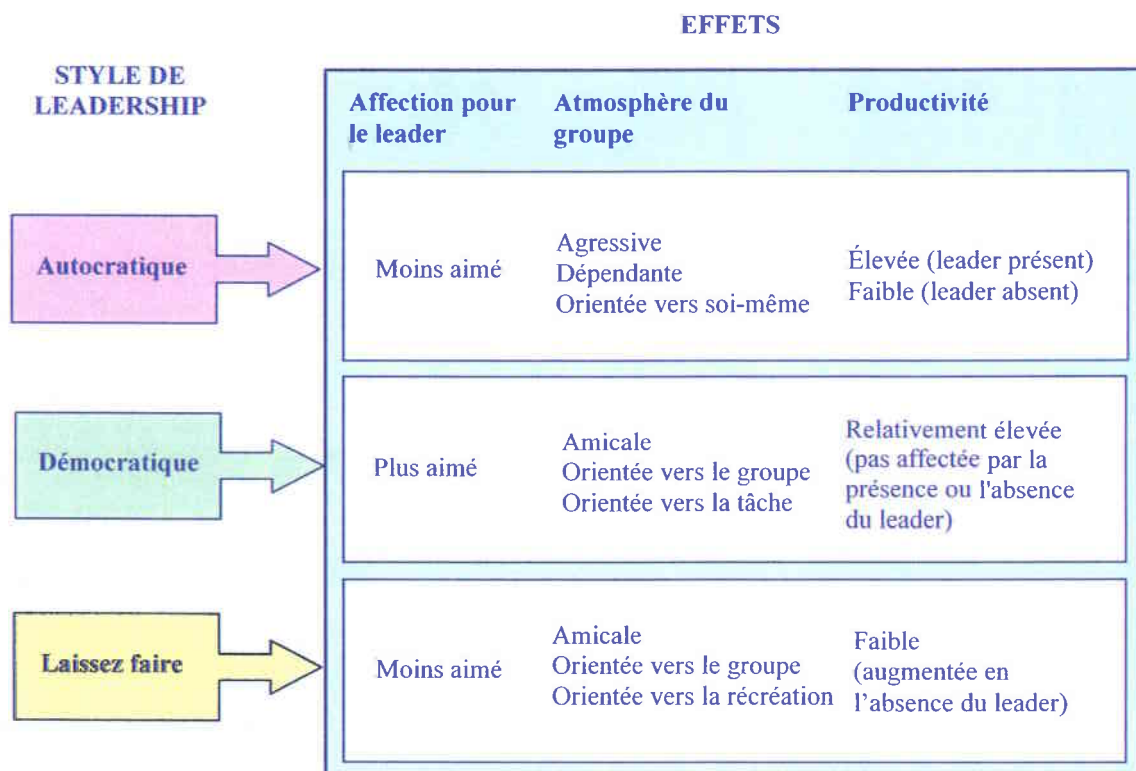 EFFETS
STYLE DE
LEADERSHIP
Affection pour
le leader
Atmosphère du
groupe
Productivité
Autocratique
Moins aimé
Agressive
Dépendante
Orientée vers soi-même
Élevée (leader présent)
Faible (leader absent)
Démocratique
Plus aimé
Amicale
Orientée vers le groupe
Orientée vers la tâche
Relativement élevée
(pas affectée par la
présence ou l'absence
du leader)
Laissez faire
Moins aimé
Amicale
Orientée vers le groupe
Orientée vers la récréation
Faible
(augmentée en
l’absence du leader)